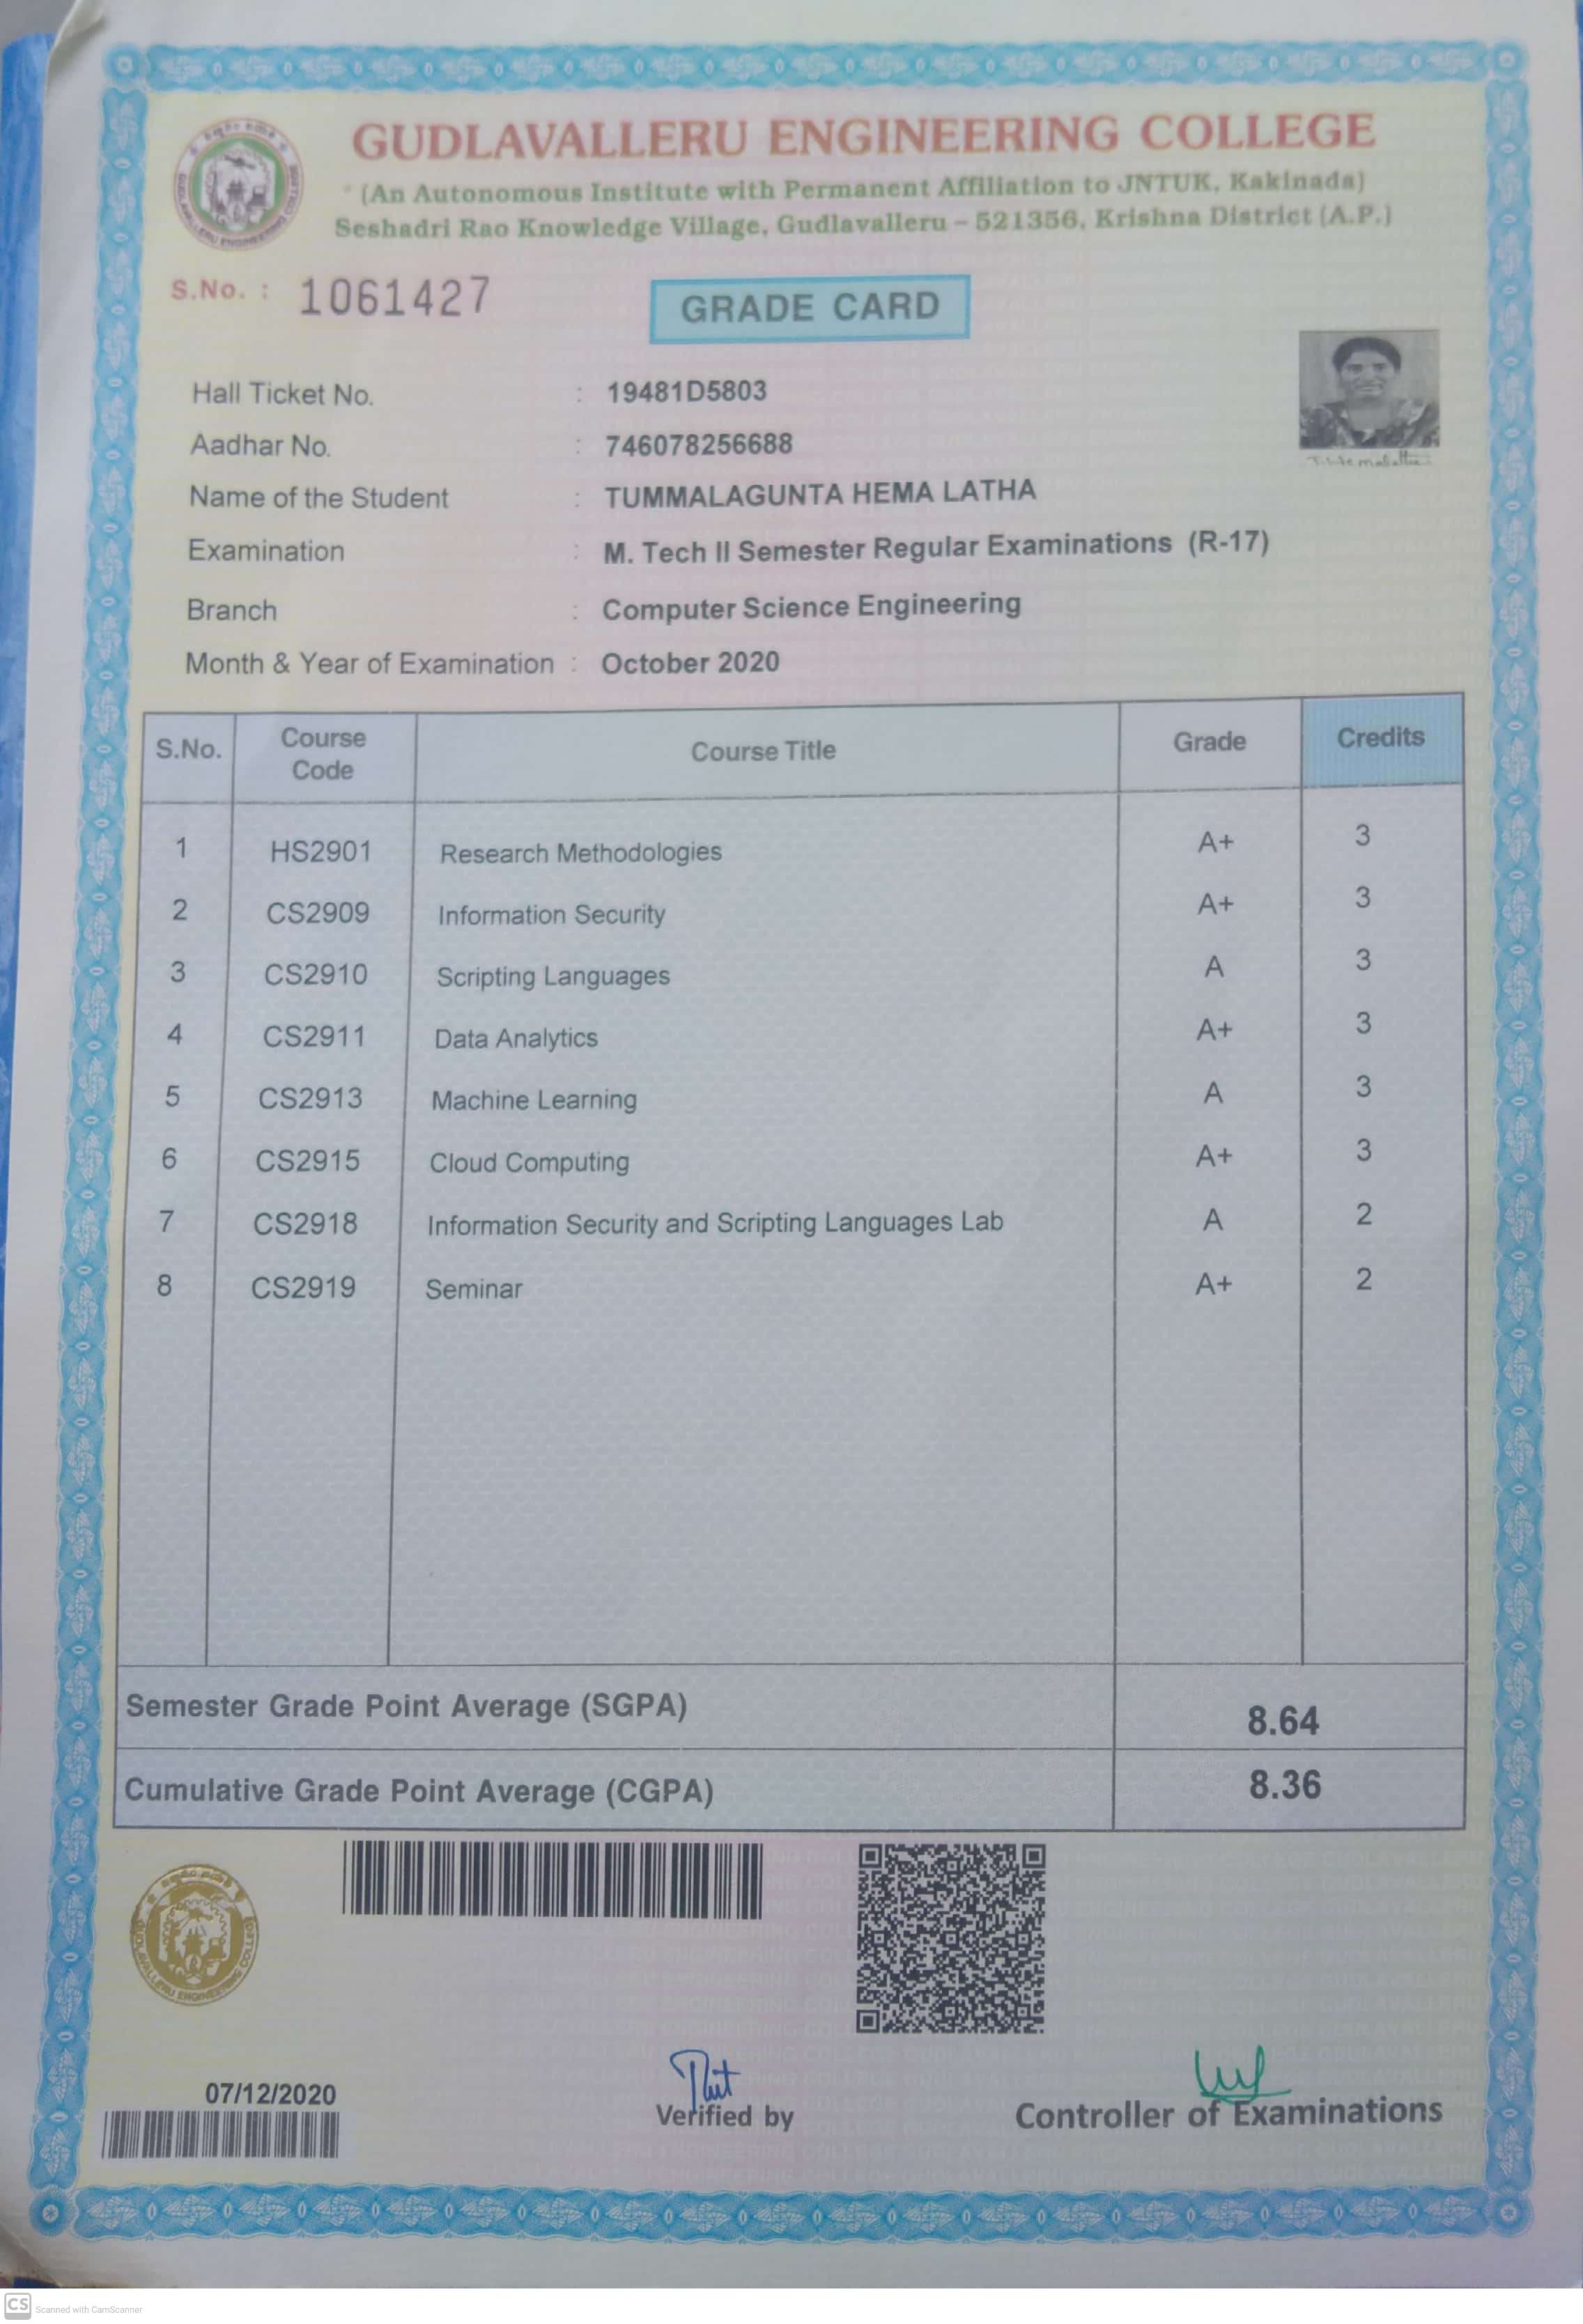 GUDLAVALLERU ENGINEERING COLLEGE
(An Autonomous Institute with Permanent Affiliation to JNTUK, Kakinada)
Seshadri Rao Knowledge Village, Gudlavalleru – 521356, Krishna District (A.P.)
S.No. : 1061427
GRADE CARD
Hall Ticket No. : 19481D5803
Aadhar No. : 746078256688
Name of the Student : TUMMALAGUNTA HEMA LATHA
Examination : M. Tech II Semester Regular Examinations (R-17)
Branch : Computer Science Engineering
Month & Year of Examination : October 2020
S.No. Course Code Course Title Grade Credits
1 HS2901 Research Methodologies A+ 3
2 CS2909 Information Security A+ 3
3 CS2910 Scripting Languages A 3
4 CS2911 Data Analytics A+ 3
5 CS2913 Machine Learning A 3
6 CS2915 Cloud Computing A+ 3
7 CS2918 Information Security and Scripting Languages Lab A 2
8 CS2919 Seminar A+ 2
Semester Grade Point Average (SGPA) 8.64
Cumulative Grade Point Average (CGPA) 8.36
07/12/2020
Verified by
Controller of Examinations
CS Scanned with CamScanner